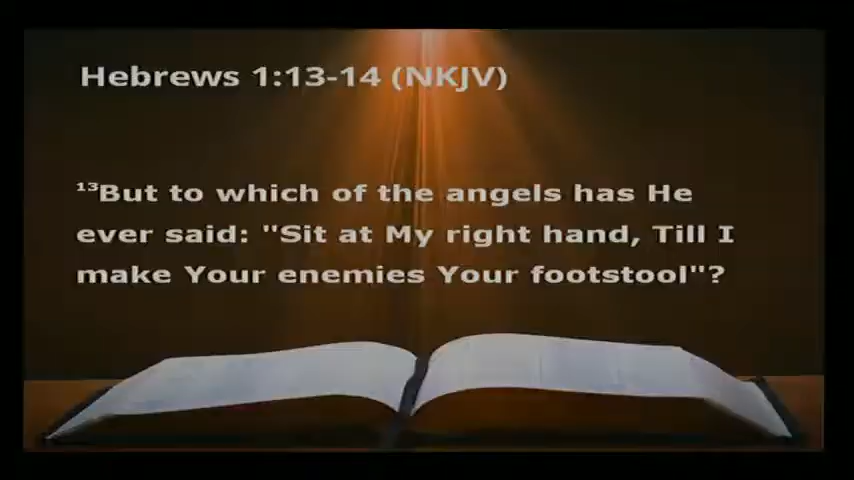 Hebrews 1:13-14 (NKJV)
¹³But to which of the angels has He
ever said: "Sit at My right hand, Till I
make Your enemies Your footstool"?